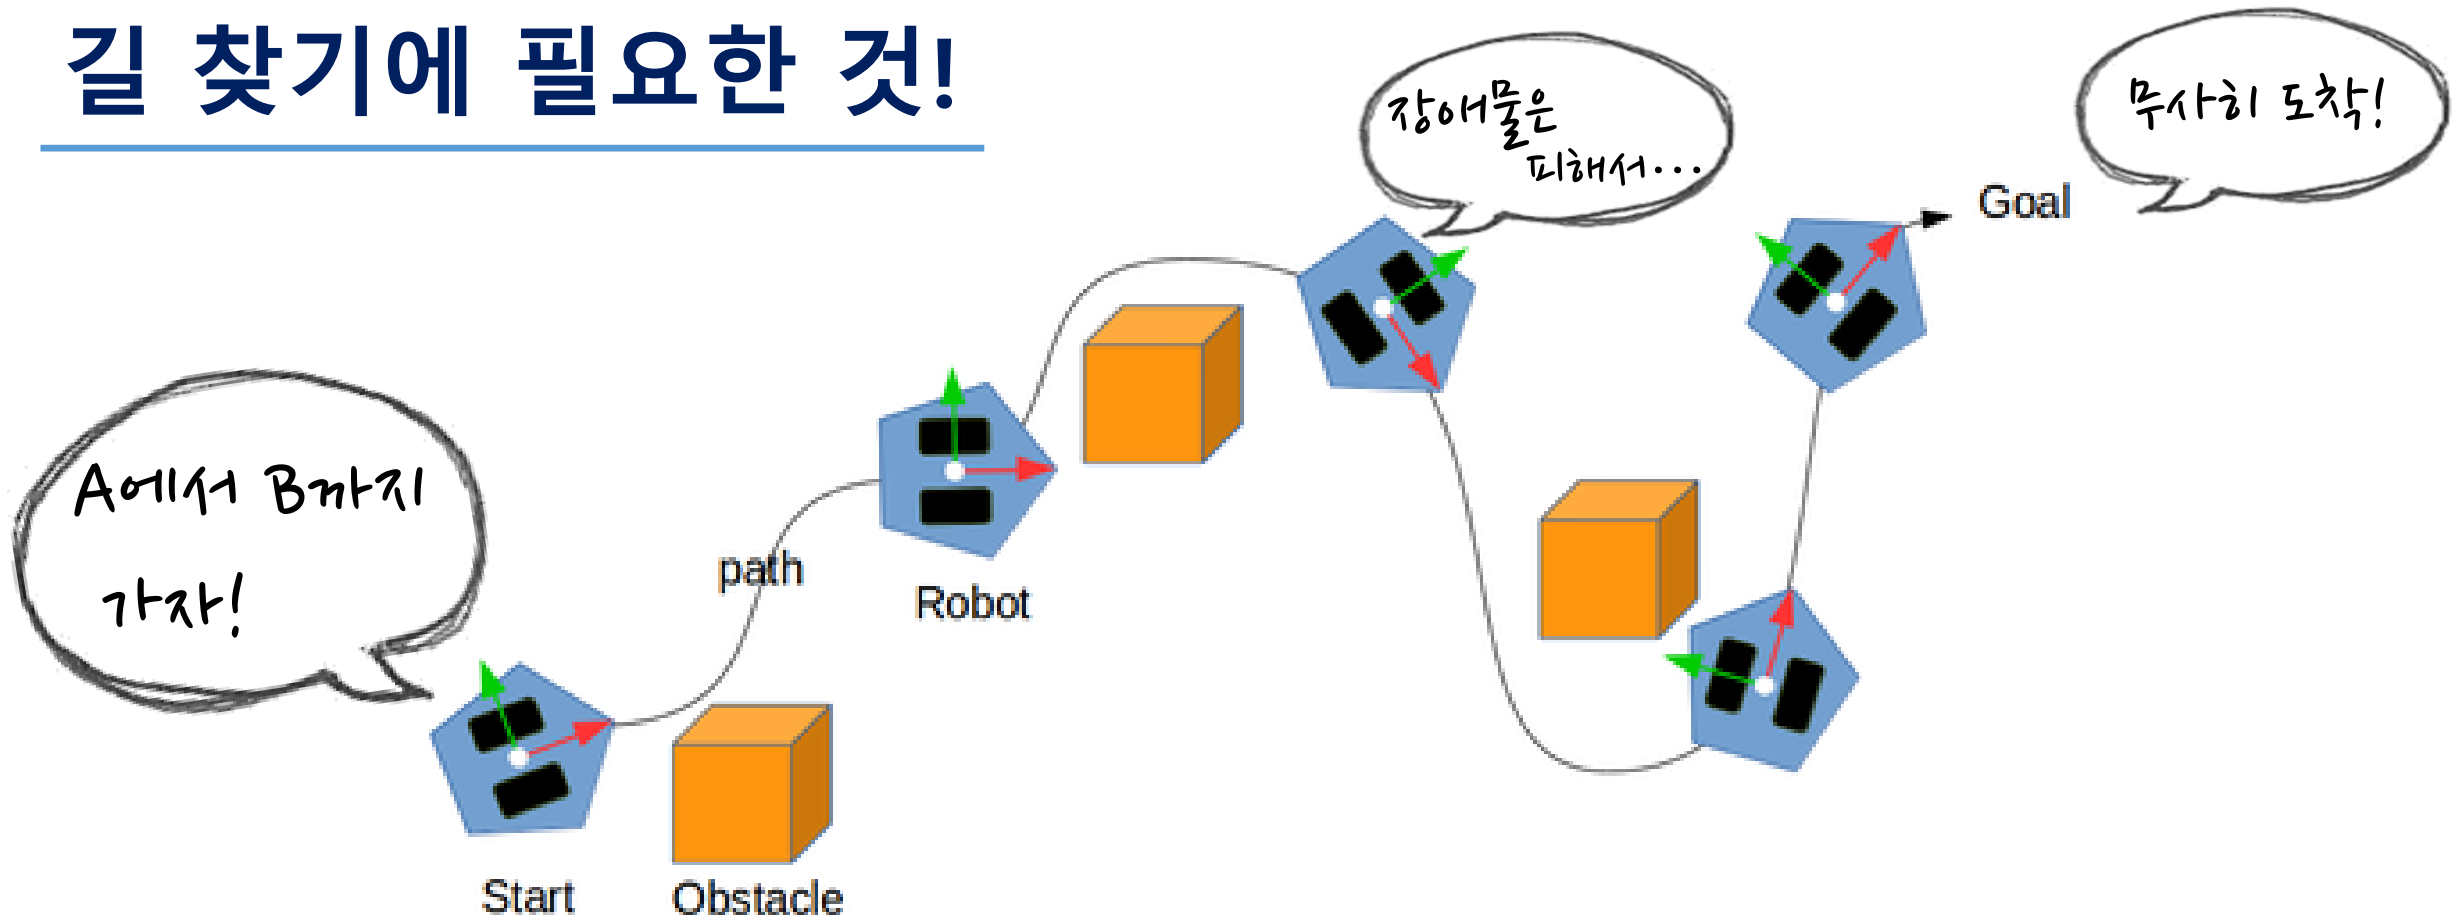 길 찾기에 필요한 것!
장애물은
피해서...
무사히 도착!
Goal
A에서 B까지
가자!
path
Robot
Start
Obstacle